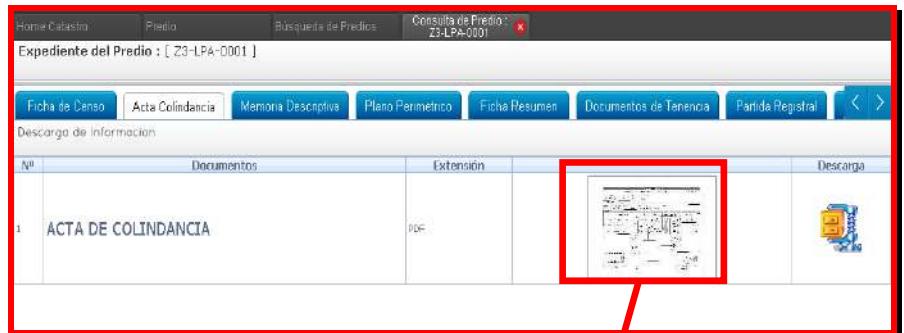 Home Catastro Predio Búsqueda de Predios Consulta de Predio :
Z3-LPA-0001
Expediente del Predio : [ Z3-LPA-0001 ]
Ficha de Censo Acta Colindancia Memoria Descriptiva Plano Perimetrico Ficha Resumen Documentos de Tenencia Partida Registral
Descarga de Informacion
Nº Documentos Extensión Descarga
1 ACTA DE COLINDANCIA PDF